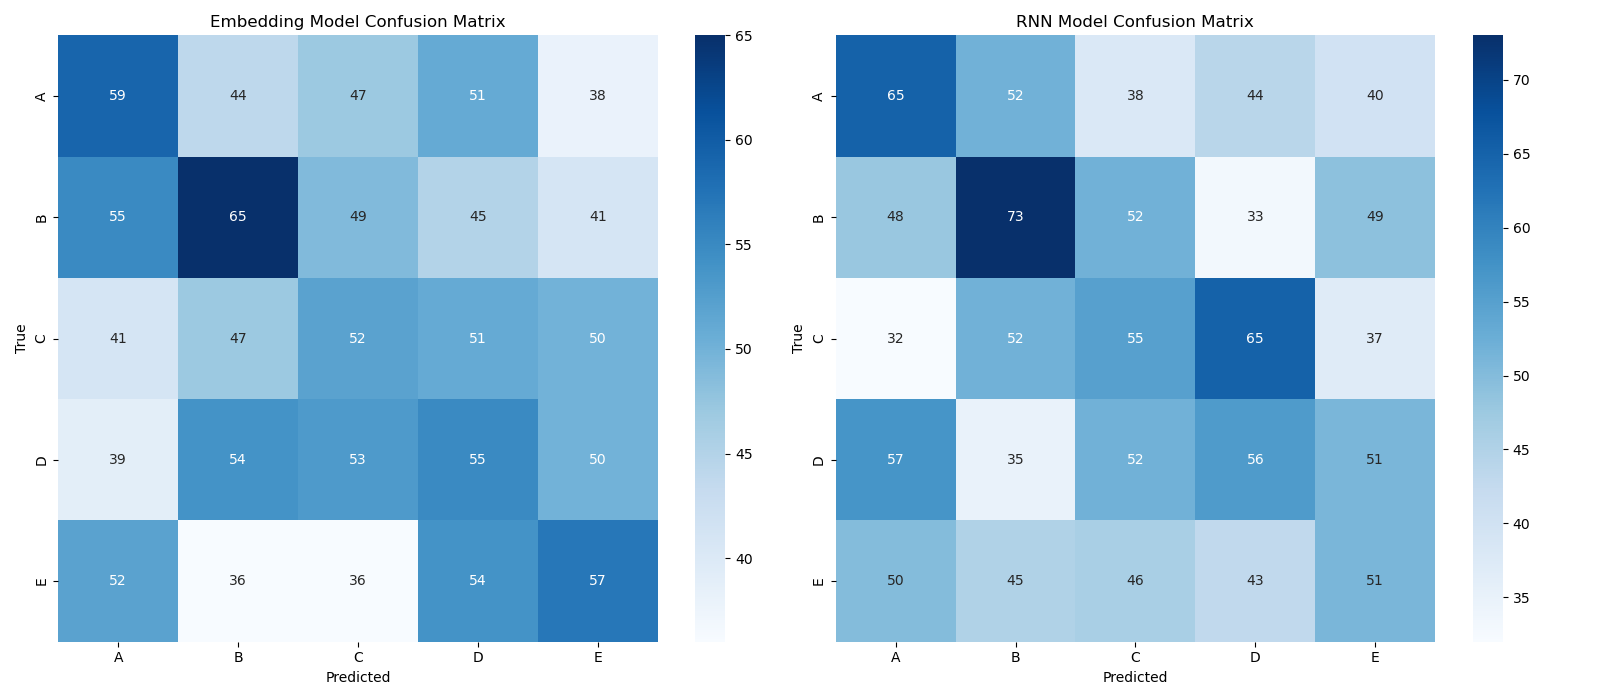 Embedding Model Confusion Matrix
A 59 44 47 51 38
B 55 65 49 45 41
C 41 47 52 51 50
D 39 54 53 55 50
E 52 36 36 54 57
A B C D E
Predicted
True
65
60
55
50
45
40
RNN Model Confusion Matrix
A 65 52 38 44 40
B 48 73 52 33 49
C 32 52 55 65 37
D 57 35 52 56 51
E 50 45 46 43 51
A B C D E
Predicted
True
70
65
60
55
50
45
40
35